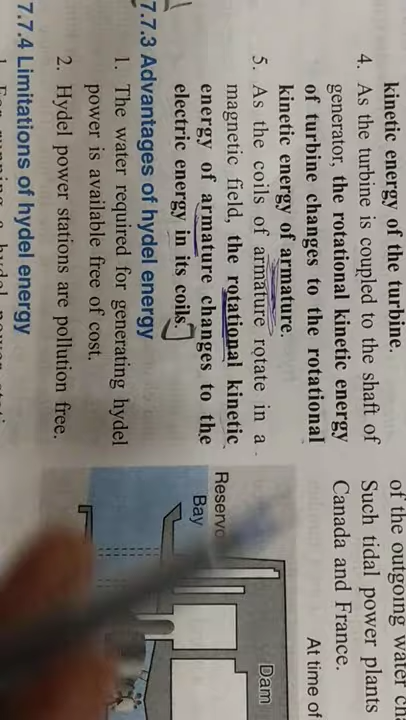 kinetic energy of the turbine.
4. As the turbine is coupled to the shaft of
generator, the rotational kinetic energy
of turbine changes to the rotational
kinetic energy of armature.
5. As the coils of armature rotate in a
magnetic field, the rotational kinetic
energy of armature changes to the
electric energy in its coils.
7.7.3 Advantages of hydel energy
1. The water required for generating hydel
power is available free of cost.
2. Hydel power stations are pollution free.
7.7.4 Limitations of hydel energy
of the outgoing water
Such tidal power plants
Canada and France.
At time of
Dam
Bay